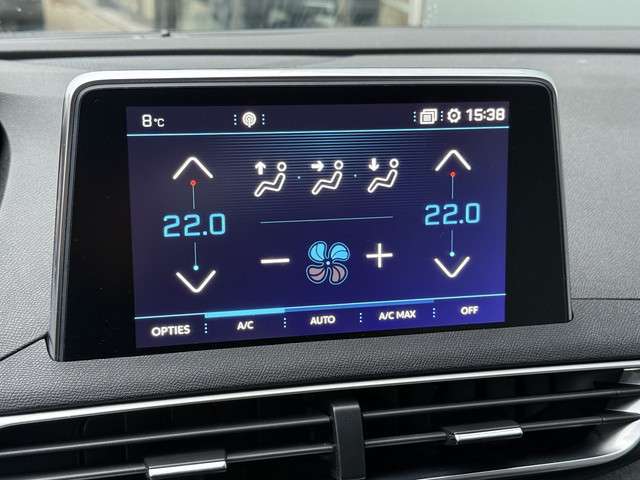 8°C 15:38
22.0 22.0
OPTIES A/C AUTO A/C MAX OFF